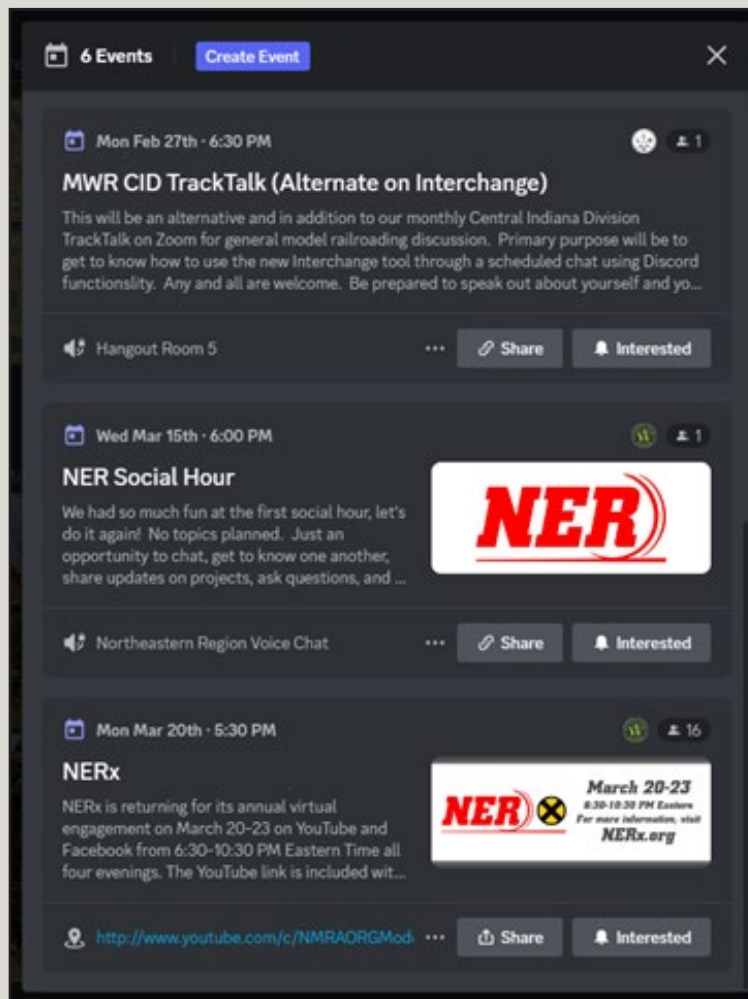 6 Events
Create Event
Mon Feb 27th · 6:30 PM
1
MWR CID TrackTalk (Alternate on Interchange)
This will be an alternative and in addition to our monthly Central Indiana Division
TrackTalk on Zoom for general model railroading discussion. Primary purpose will be to
get to know how to use the new Interchange tool through a scheduled chat using Discord
functionslity. Any and all are welcome. Be prepared to speak out about yourself and yo...
Hangout Room 5
... Share Interested
Wed Mar 15th · 6:00 PM
1
NER Social Hour
We had so much fun at the first social hour, let's
do it again! No topics planned. Just an
opportunity to chat, get to know one another,
share updates on projects, ask questions, and ...
NER
Northeastern Region Voice Chat
... Share Interested
Mon Mar 20th · 5:30 PM
16
NERx
NERx is returning for its annual virtual
engagement on March 20-23 on YouTube and
Facebook from 6:30-10:30 PM Eastern Time all
four evenings. The YouTube link is included wit...
NER X
March 20-23
6:30-10:30 PM Eastern
For more information, visit
NERx.org
http://www.youtube.com/c/NMRAORGMod
... Share Interested